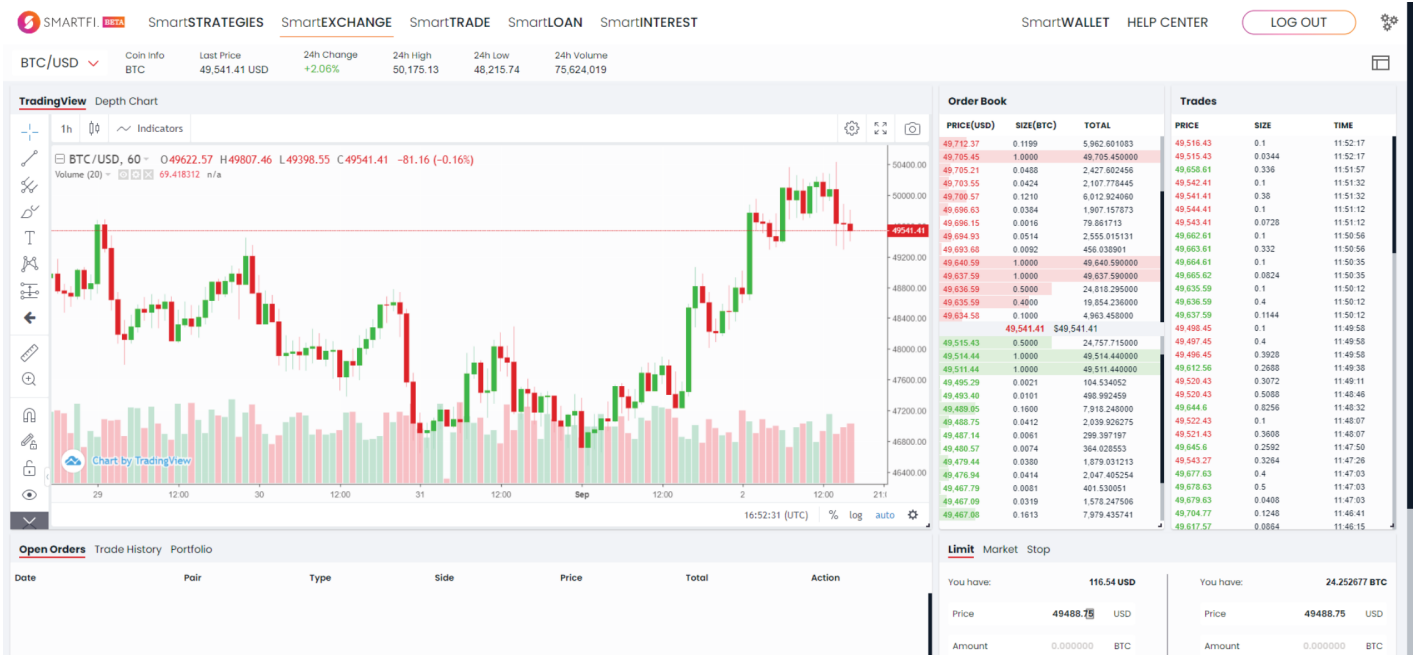 SMARTFI. BETA SmartSTRATEGIES SmartEXCHANGE SmartTRADE SmartLOAN SmartINTEREST SmartWALLET HELP CENTER LOG OUT
BTC/USD
Coin Info Last Price 24h Change 24h High 24h Low 24h Volume
BTC 49,541.41 USD +2.06% 50,175.13 48,215.74 75,624,019
TradingView Depth Chart
1h Indicators
BTC/USD, 60 O49622.57 H49807.46 L49398.55 C49541.41 -81.16 (-0.16%)
Volume (20) 69.418312 n/a
50400.00
50000.00
49541.41
49200.00
48800.00
48400.00
48000.00
47600.00
47200.00
46800.00
46400.00
Chart by TradingView
29 12:00 30 12:00 31 12:00 Sep 12:00 2 12:00 21:
16:52:31 (UTC) % log auto
Order Book
PRICE(USD) SIZE(BTC) TOTAL
49,712.37 0.1199 5,962.601083
49,705.45 1.0000 49,705.450000
49,705.21 0.0488 2,427.602456
49,703.55 0.0424 2,107.778445
49,700.57 0.1210 6,012.924060
49,696.63 0.0384 1,907.157873
49,696.15 0.0016 79.861713
49,694.93 0.0514 2,555.015131
49,693.68 0.0092 456.038901
49,640.59 1.0000 49,640.590000
49,637.59 1.0000 49,637.590000
49,636.59 0.5000 24,818.295000
49,635.59 0.4000 19,854.236000
49,634.58 0.1000 4,963.458000
49,541.41 $49,541.41
49,515.43 0.5000 24,757.715000
49,514.44 1.0000 49,514.440000
49,511.44 1.0000 49,511.440000
49,495.29 0.0021 104.534052
49,493.40 0.0101 498.992459
49,489.05 0.1600 7,918.248000
49,488.75 0.0412 2,039.926275
49,487.14 0.0061 299.397197
49,480.57 0.0074 364.028553
49,479.44 0.0380 1,879.031213
49,476.94 0.0414 2,047.405254
49,467.79 0.0081 401.530051
49,467.09 0.0319 1,578.247506
49,467.08 0.1613 7,979.435741
Trades
PRICE SIZE TIME
49,516.43 0.1 11:52:17
49,515.43 0.0344 11:52:17
49,658.61 0.336 11:51:57
49,542.41 0.1 11:51:32
49,541.41 0.38 11:51:32
49,544.41 0.1 11:51:12
49,543.41 0.0728 11:51:12
49,662.61 0.1 11:50:56
49,663.61 0.332 11:50:56
49,664.61 0.1 11:50:35
49,665.62 0.0824 11:50:35
49,635.59 0.1 11:50:12
49,636.59 0.4 11:50:12
49,637.59 0.1144 11:50:12
49,498.45 0.1 11:49:58
49,497.45 0.4 11:49:58
49,496.45 0.3928 11:49:58
49,612.56 0.2688 11:49:38
49,520.43 0.3072 11:49:11
49,520.43 0.5088 11:48:46
49,644.6 0.8256 11:48:32
49,522.43 0.1 11:48:07
49,521.43 0.3608 11:48:07
49,645.6 0.2592 11:47:50
49,543.27 0.3264 11:47:26
49,677.63 0.4 11:47:03
49,678.63 0.5 11:47:03
49,679.63 0.0408 11:47:03
49,704.77 0.1248 11:46:41
49,617.57 0.0864 11:46:15
Open Orders Trade History Portfolio
Date Pair Type Side Price Total Action
Limit Market Stop
You have: 116.54 USD You have: 24.252677 BTC
Price 49488.75 USD Price 49488.75 USD
Amount 0.000000 BTC Amount 0.000000 BTC